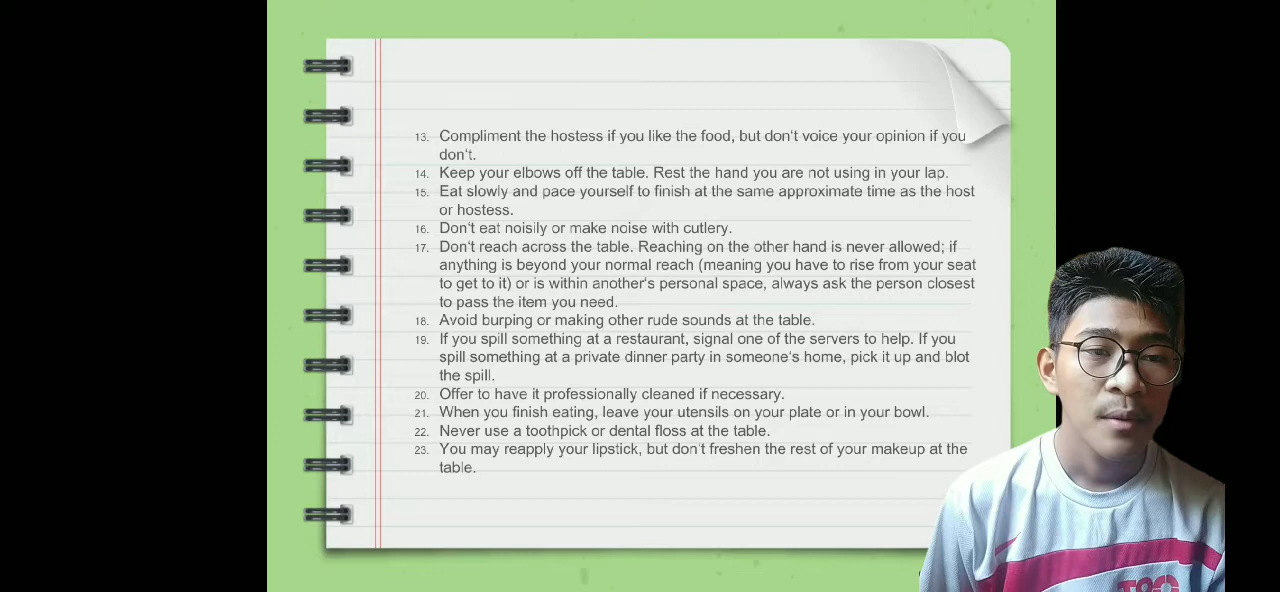 13. Compliment the hostess if you like the food, but don't voice your opinion if you
don't.
14. Keep your elbows off the table. Rest the hand you are not using in your lap.
15. Eat slowly and pace yourself to finish at the same approximate time as the host
or hostess.
16. Don't eat noisily or make noise with cutlery.
17. Don't reach across the table. Reaching on the other hand is never allowed; if
anything is beyond your normal reach (meaning you have to rise from your seat
to get to it) or is within another's personal space, always ask the person closest
to pass the item you need.
18. Avoid burping or making other rude sounds at the table.
19. If you spill something at a restaurant, signal one of the servers to help. If you
spill something at a private dinner party in someone's home, pick it up and blot
the spill.
20. Offer to have it professionally cleaned if necessary.
21. When you finish eating, leave your utensils on your plate or in your bowl.
22. Never use a toothpick or dental floss at the table.
23. You may reapply your lipstick, but don't freshen the rest of your makeup at the
table.